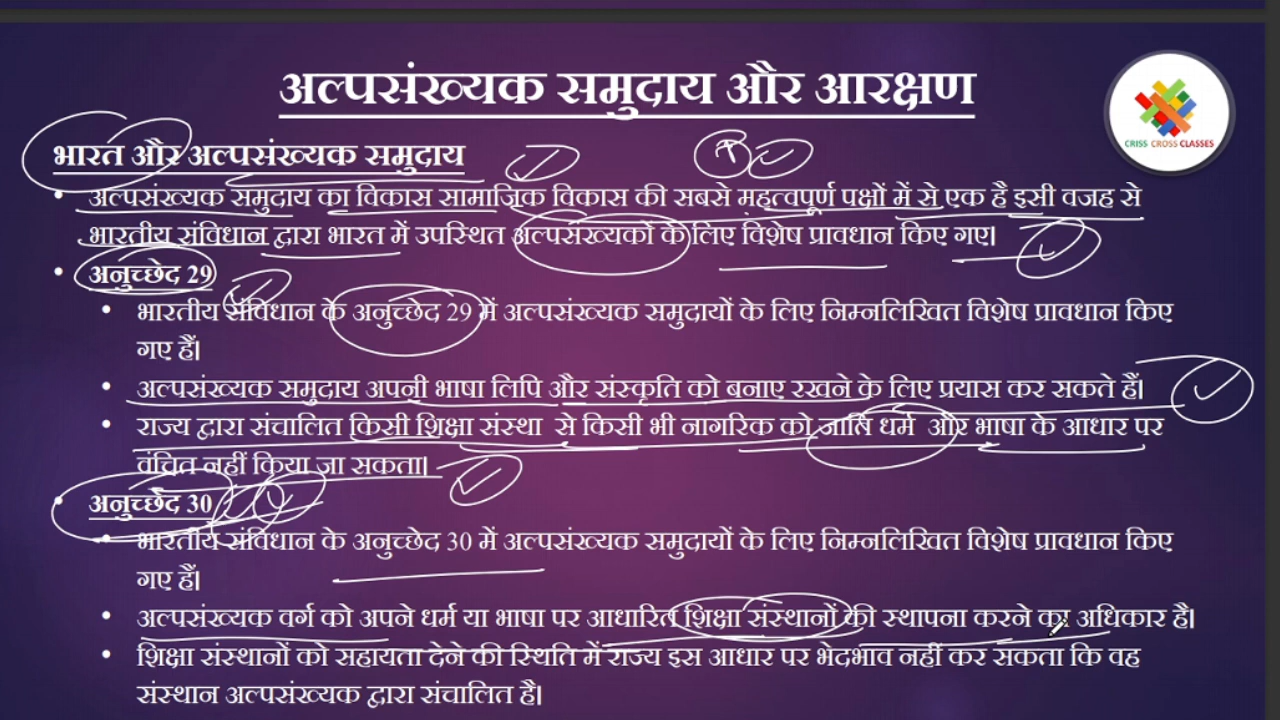 अल्पसंख्यक समुदाय और आरक्षण
CRISS CROSS CLASSES
भारत और अल्पसंख्यक समुदाय
• अल्पसंख्यक समुदाय का विकास सामाजिक विकास की सबसे महत्वपूर्ण पक्षों में से एक है इसी वजह से
भारतीय संविधान द्वारा भारत में उपस्थित अल्पसंख्यकों के लिए विशेष प्रावधान किए गए।
• अनुच्छेद 29
• भारतीय संविधान के अनुच्छेद 29 में अल्पसंख्यक समुदायों के लिए निम्नलिखित विशेष प्रावधान किए
गए हैं।
• अल्पसंख्यक समुदाय अपनी भाषा लिपि और संस्कृति को बनाए रखने के लिए प्रयास कर सकते हैं।
• राज्य द्वारा संचालित किसी शिक्षा संस्था से किसी भी नागरिक को जाति धर्म और भाषा के आधार पर
वंचित नहीं किया जा सकता।
• अनुच्छेद 30
• भारतीय संविधान के अनुच्छेद 30 में अल्पसंख्यक समुदायों के लिए निम्नलिखित विशेष प्रावधान किए
गए हैं।
• अल्पसंख्यक वर्ग को अपने धर्म या भाषा पर आधारित शिक्षा संस्थानों की स्थापना करने का अधिकार है।
• शिक्षा संस्थानों को सहायता देने की स्थिति में राज्य इस आधार पर भेदभाव नहीं कर सकता कि वह
संस्थान अल्पसंख्यक द्वारा संचालित है।